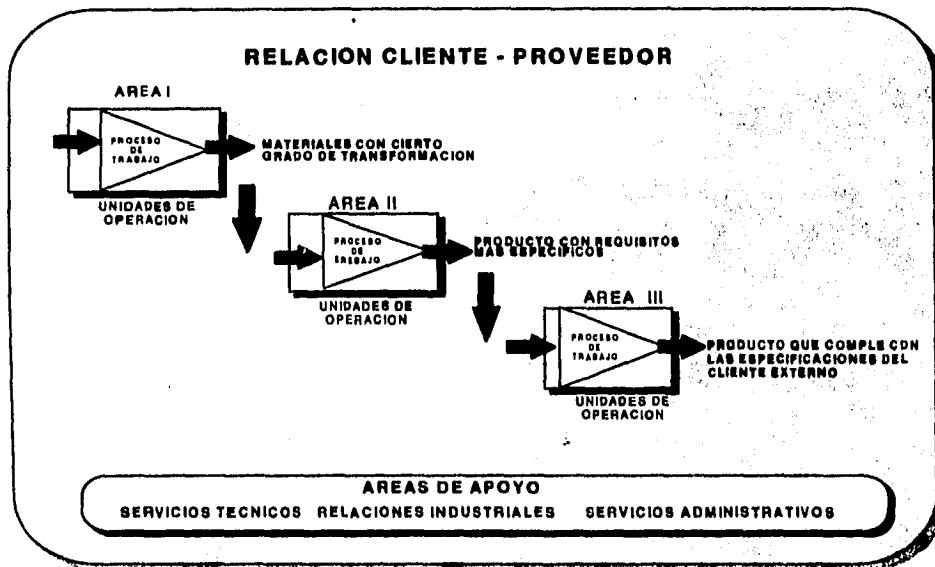 RELACION CLIENTE - PROVEEDOR
AREA I
PROCESO
DE
TRABAJO
MATERIALES CON CIERTO
GRADO DE TRANSFORMACION
UNIDADES DE
OPERACION
AREA II
PROCESO
DE
TRABAJO
PRODUCTO CON REQUISITOS
MAS ESPECIFICOS
UNIDADES DE
OPERACION
AREA III
PROCESO
DE
TRABAJO
PRODUCTO QUE COMPLE CON
LAS ESPECIFICACIONES DEL
CLIENTE EXTERNO
UNIDADES DE
OPERACION
AREAS DE APOYO
SERVICIOS TECNICOS RELACIONES INDUSTRIALES SERVICIOS ADMINISTRATIVOS